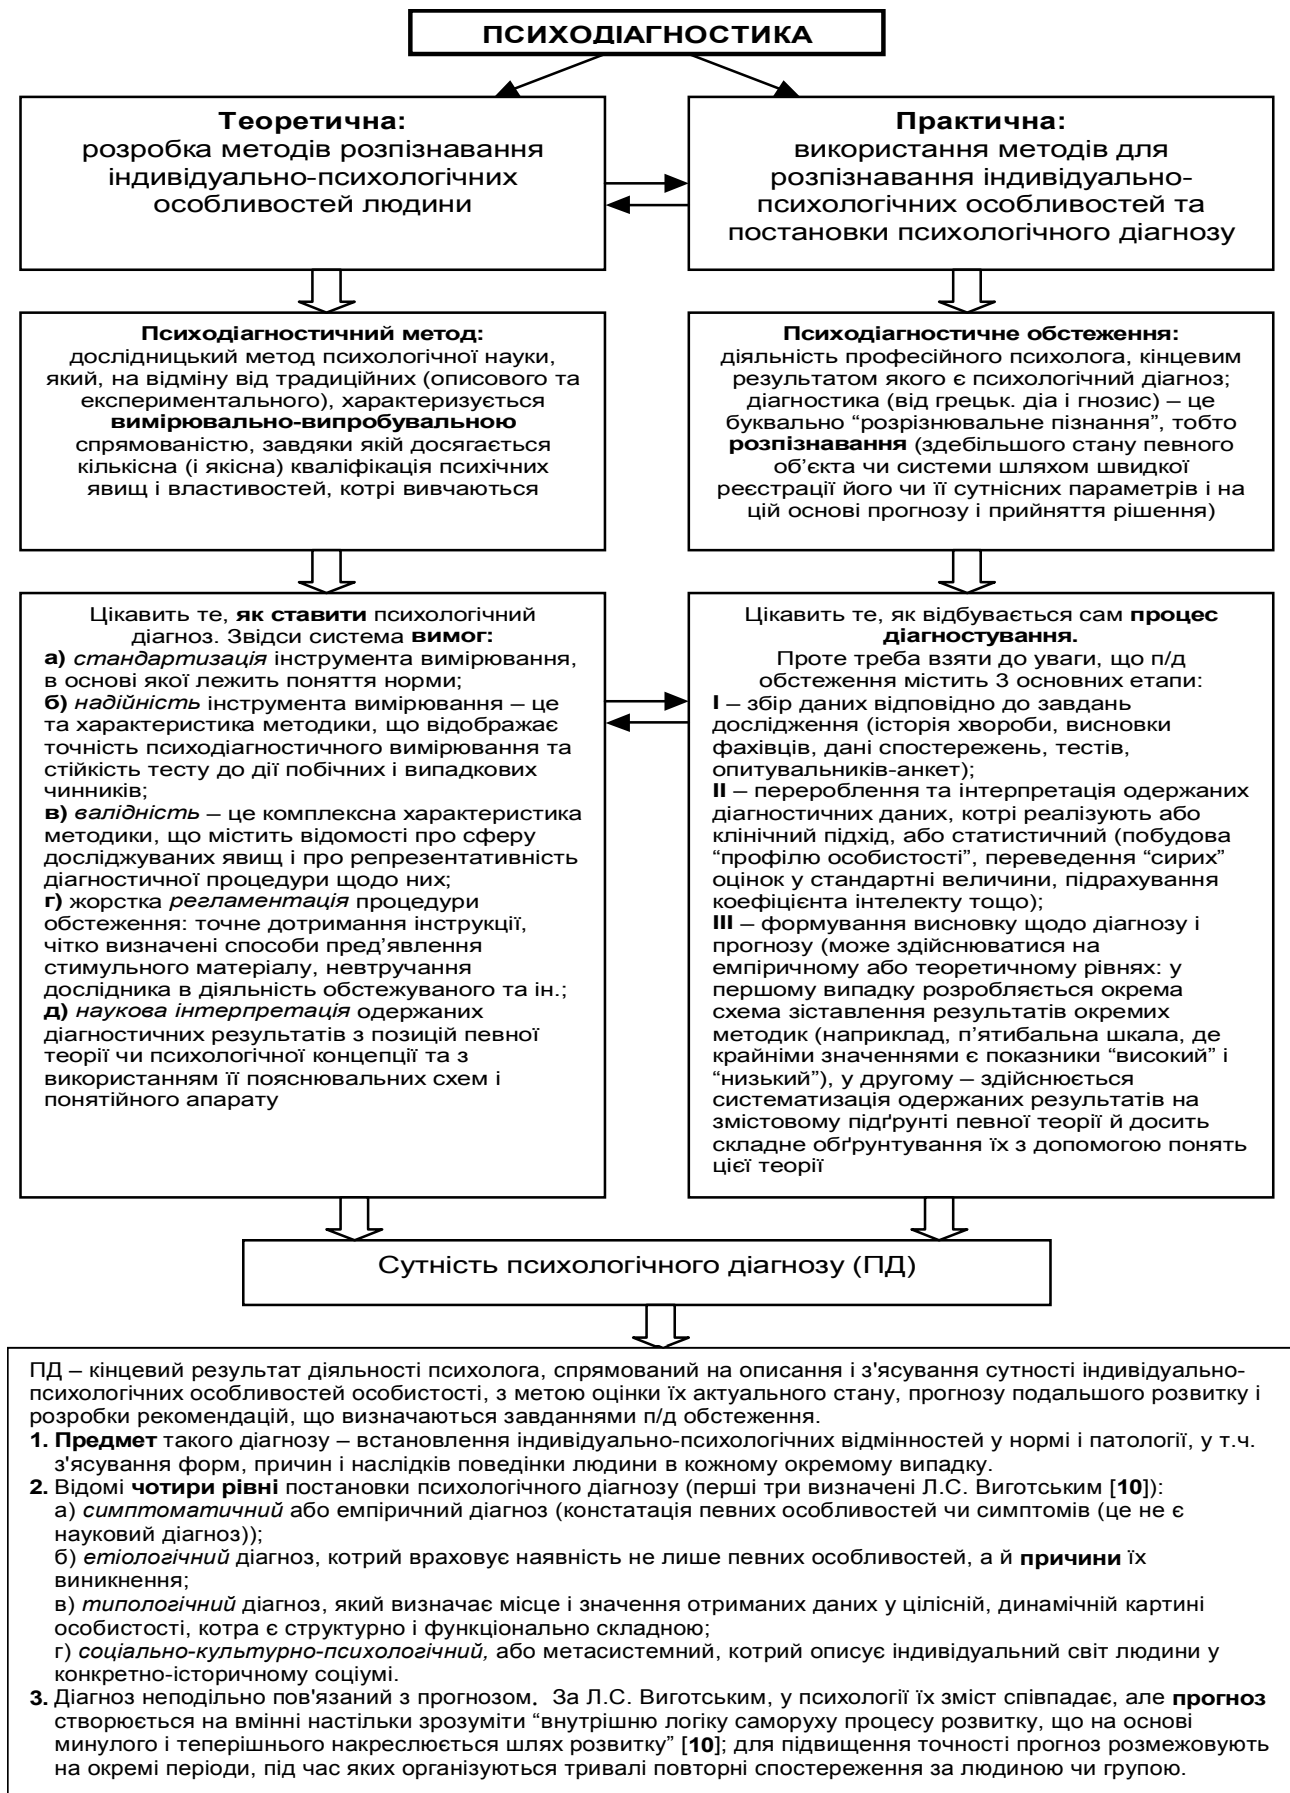 ПСИХОДІАГНОСТИКА
Теоретична:
розробка методів розпізнавання
індивідуально-психологічних
особливостей людини
Практична:
використання методів для
розпізнавання індивідуально-
психологічних особливостей та
постановки психологічного діагнозу
Психодіагностичний метод:
дослідницький метод психологічної науки,
який, на відміну від традиційних (описового та
експериментального), характеризується
вимірювально-випробувальною
спрямованістю, завдяки якій досягається
кількісна (і якісна) кваліфікація психічних
явищ і властивостей, котрі вивчаються
Психодіагностичне обстеження:
діяльність професійного психолога, кінцевим
результатом якого є психологічний діагноз;
діагностика (від грецьк. діа і гнозис) – це
буквально “розрізнювальне пізнання”, тобто
розпізнавання (здебільшого стану певного
об’єкта чи системи шляхом швидкої
реєстрації його чи її сутнісних параметрів і на
цій основі прогнозу і прийняття рішення)
Цікавить те, як ставити психологічний
діагноз. Звідси система вимог:
а) стандартизація інструмента вимірювання,
в основі якої лежить поняття норми;
б) надійність інструмента вимірювання – це
та характеристика методики, що відображає
точність психодіагностичного вимірювання та
стійкість тесту до дії побічних і випадкових
чинників;
в) валідність – це комплексна характеристика
методики, що містить відомості про сферу
досліджуваних явищ і про репрезентативність
діагностичної процедури щодо них;
г) жорстка регламентація процедури
обстеження: точне дотримання інструкції,
чітко визначені способи пред’явлення
стимульного матеріалу, невтручання
дослідника в діяльність обстежуваного та ін.;
д) наукова інтерпретація одержаних
діагностичних результатів з позицій певної
теорії чи психологічної концепції та з
використанням її пояснювальних схем і
понятійного апарату
Цікавить те, як відбувається сам процес
діагностування.
Проте треба взяти до уваги, що п/д
обстеження містить 3 основних етапи:
І – збір даних відповідно до завдань
дослідження (історія хвороби, висновки
фахівців, дані спостережень, тестів,
опитувальників-анкет);
ІІ – перероблення та інтерпретація одержаних
діагностичних даних, котрі реалізують або
клінічний підхід, або статистичний (побудова
“профілю особистості”, переведення “сирих”
оцінок у стандартні величини, підрахування
коефіцієнта інтелекту тощо);
ІІІ – формування висновку щодо діагнозу і
прогнозу (може здійснюватися на
емпіричному або теоретичному рівнях: у
першому випадку розробляється окрема
схема зіставлення результатів окремих
методик (наприклад, п’ятибальна шкала, де
крайніми значеннями є показники “високий” і
“низький”), у другому – здійснюється
систематизація одержаних результатів на
змістовому підґрунті певної теорії й досить
складне обґрунтування їх з допомогою понять
цієї теорії
Сутність психологічного діагнозу (ПД)
ПД – кінцевий результат діяльності психолога, спрямований на описання і з'ясування сутності індивідуально-
психологічних особливостей особистості, з метою оцінки їх актуального стану, прогнозу подальшого розвитку і
розробки рекомендацій, що визначаються завданнями п/д обстеження.
1. Предмет такого діагнозу – встановлення індивідуально-психологічних відмінностей у нормі і патології, у т.ч.
з'ясування форм, причин і наслідків поведінки людини в кожному окремому випадку.
2. Відомі чотири рівні постановки психологічного діагнозу (перші три визначені Л.С. Виготським [10]):
а) симптоматичний або емпіричний діагноз (констатація певних особливостей чи симптомів (це не є
науковий діагноз));
б) етіологічний діагноз, котрий враховує наявність не лише певних особливостей, а й причини їх
виникнення;
в) типологічний діагноз, який визначає місце і значення отриманих даних у цілісній, динамічній картині
особистості, котра є структурно і функціонально складною;
г) соціально-культурно-психологічний, або метасистемний, котрий описує індивідуальний світ людини у
конкретно-історичному соціумі.
3. Діагноз неподільно пов'язаний з прогнозом. За Л.С. Виготським, у психології їх зміст співпадає, але прогноз
створюється на вмінні настільки зрозуміти “внутрішню логіку саморуху процесу розвитку, що на основі
минулого і теперішнього накреслюється шлях розвитку” [10]; для підвищення точності прогноз розмежовують
на окремі періоди, під час яких організуються тривалі повторні спостереження за людиною чи групою.